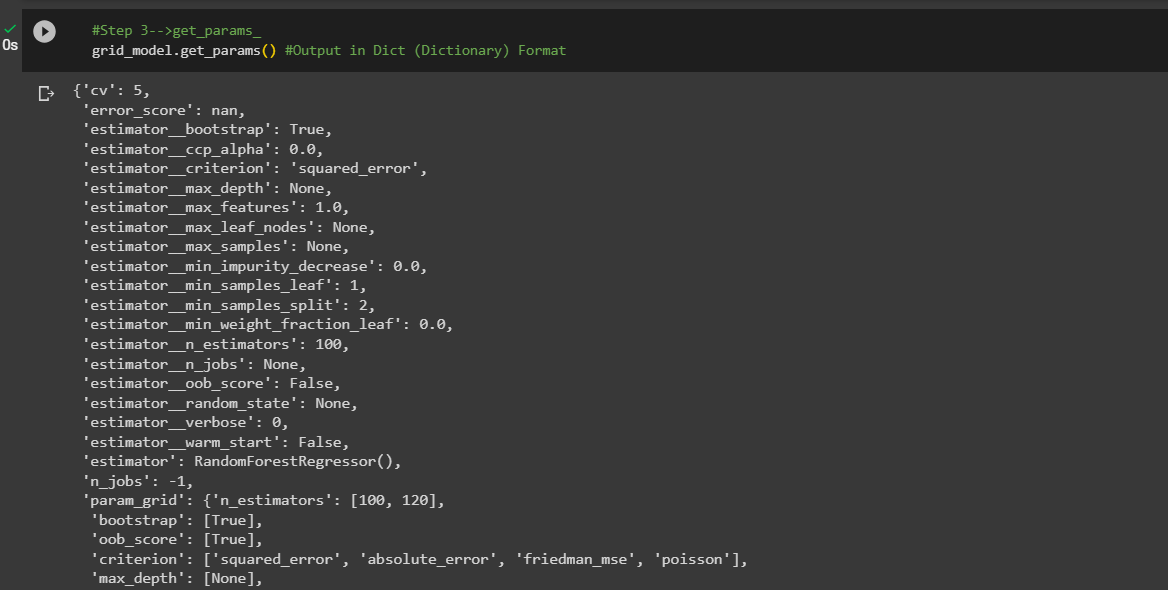 #Step 3-->get_params_
0s
grid_model.get_params() #Output in Dict (Dictionary) Format
{'cv': 5,
'error_score': nan,
'estimator__bootstrap': True,
'estimator__ccp_alpha': 0.0,
'estimator__criterion': 'squared_error',
'estimator__max_depth': None,
'estimator__max_features': 1.0,
'estimator__max_leaf_nodes': None,
'estimator__max_samples': None,
'estimator__min_impurity_decrease': 0.0,
'estimator__min_samples_leaf': 1,
'estimator__min_samples_split': 2,
'estimator__min_weight_fraction_leaf': 0.0,
'estimator__n_estimators': 100,
'estimator__n_jobs': None,
'estimator__oob_score': False,
'estimator__random_state': None,
'estimator__verbose': 0,
'estimator__warm_start': False,
'estimator': RandomForestRegressor(),
'n_jobs': -1,
'param_grid': {'n_estimators': [100, 120],
'bootstrap': [True],
'oob_score': [True],
'criterion': ['squared_error', 'absolute_error', 'friedman_mse', 'poisson'],
'max_depth': [None],